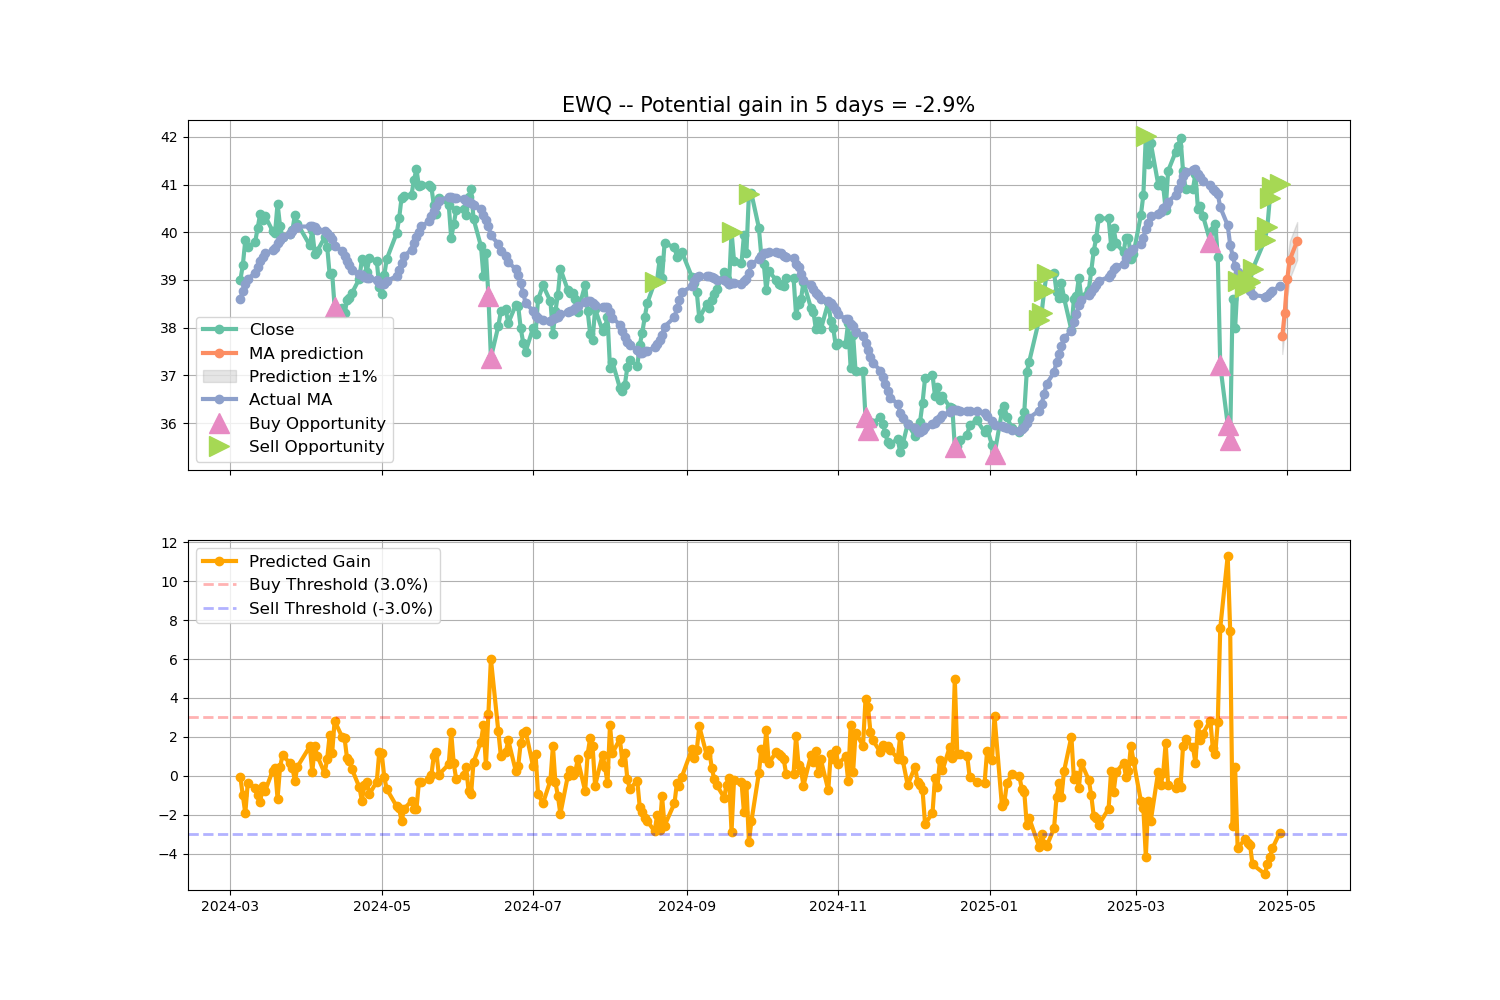 EWQ -- Potential gain in 5 days = -2.9%
42
41
40
39
38
37
36
Close
MA prediction
Prediction ±1%
Actual MA
Buy Opportunity
Sell Opportunity
12
10
8
6
4
2
0
−2
−4
Predicted Gain
Buy Threshold (3.0%)
Sell Threshold (-3.0%)
2024-03 2024-05 2024-07 2024-09 2024-11 2025-01 2025-03 2025-05